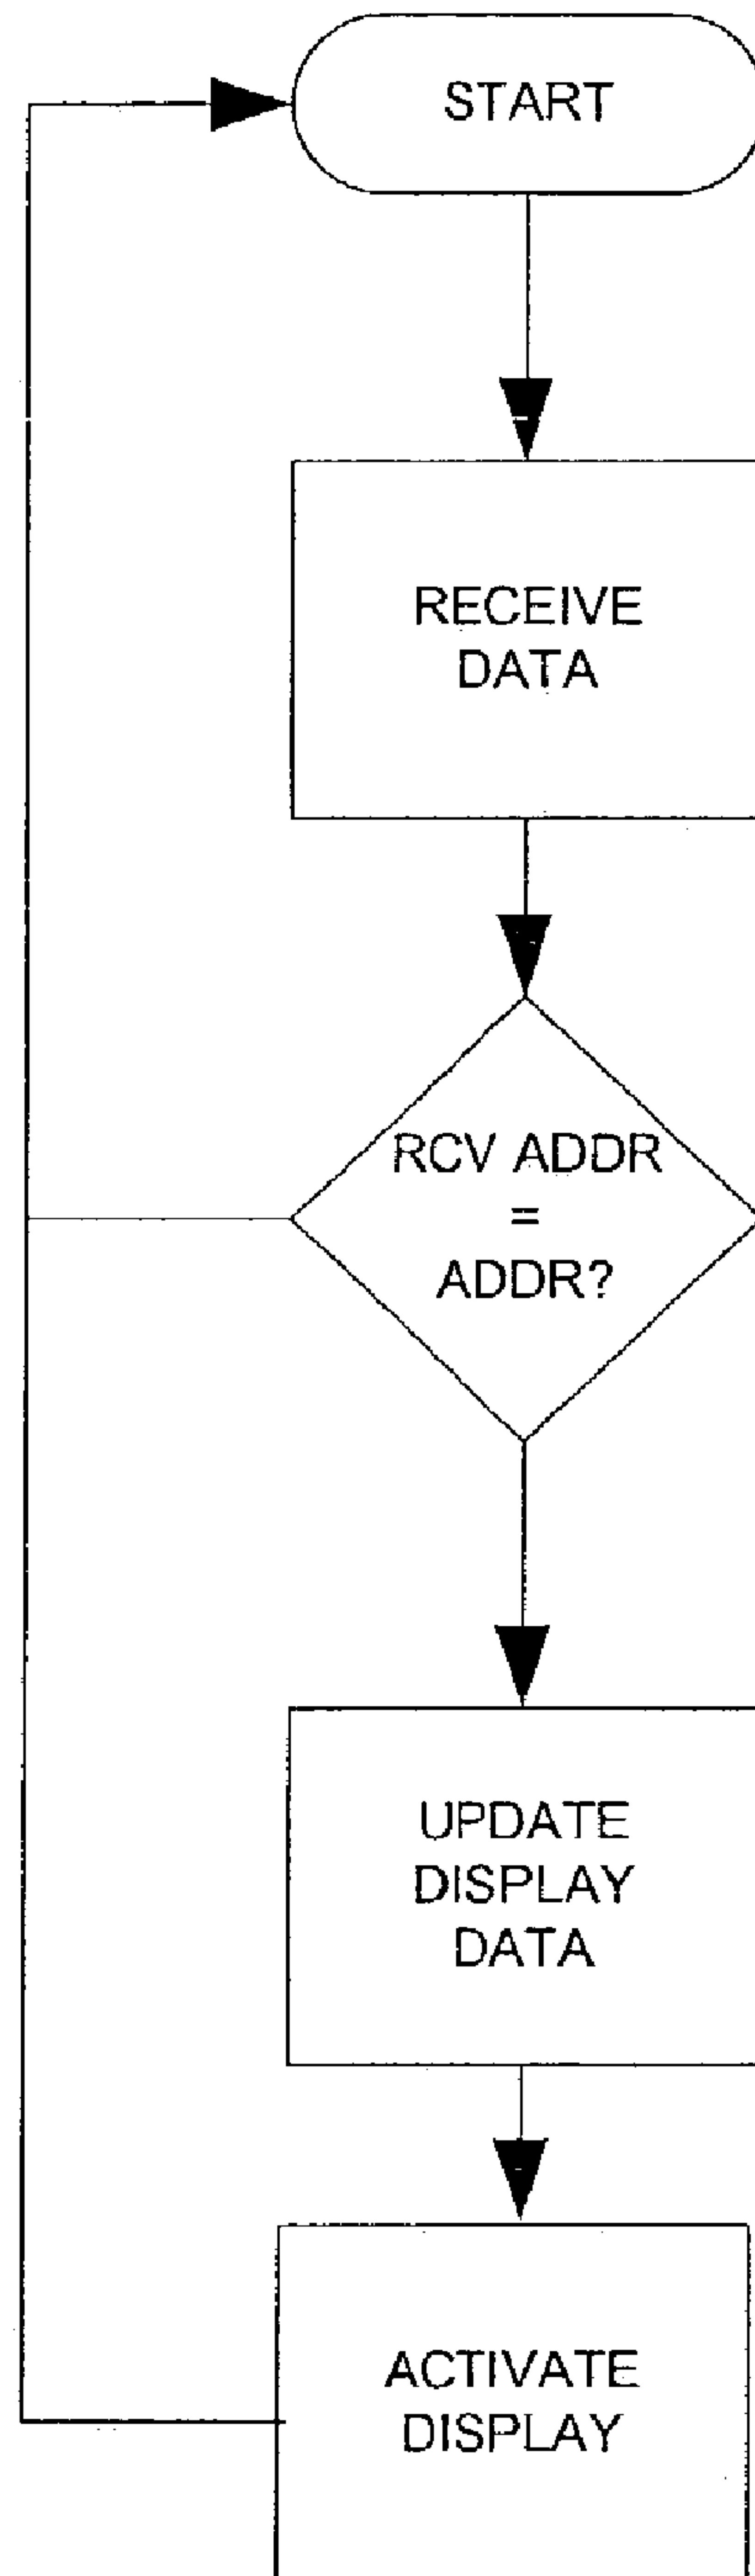 START
RECEIVE
DATA
RCV ADDR
=
ADDR?
UPDATE
DISPLAY
DATA
ACTIVATE
DISPLAY